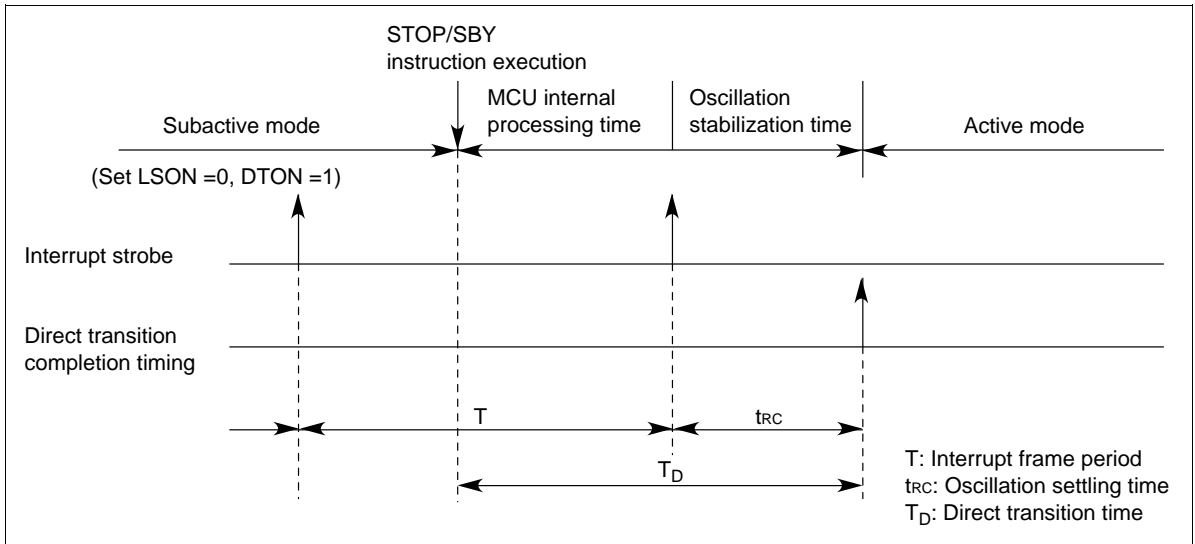 STOP/SBY
instruction execution
MCU internal
processing time
Oscillation
stabilization time
Subactive mode
Active mode
(Set LSON =0, DTON =1)
Interrupt strobe
Direct transition
completion timing
T
tRC
TD
T: Interrupt frame period
tRC: Oscillation settling time
TD: Direct transition time